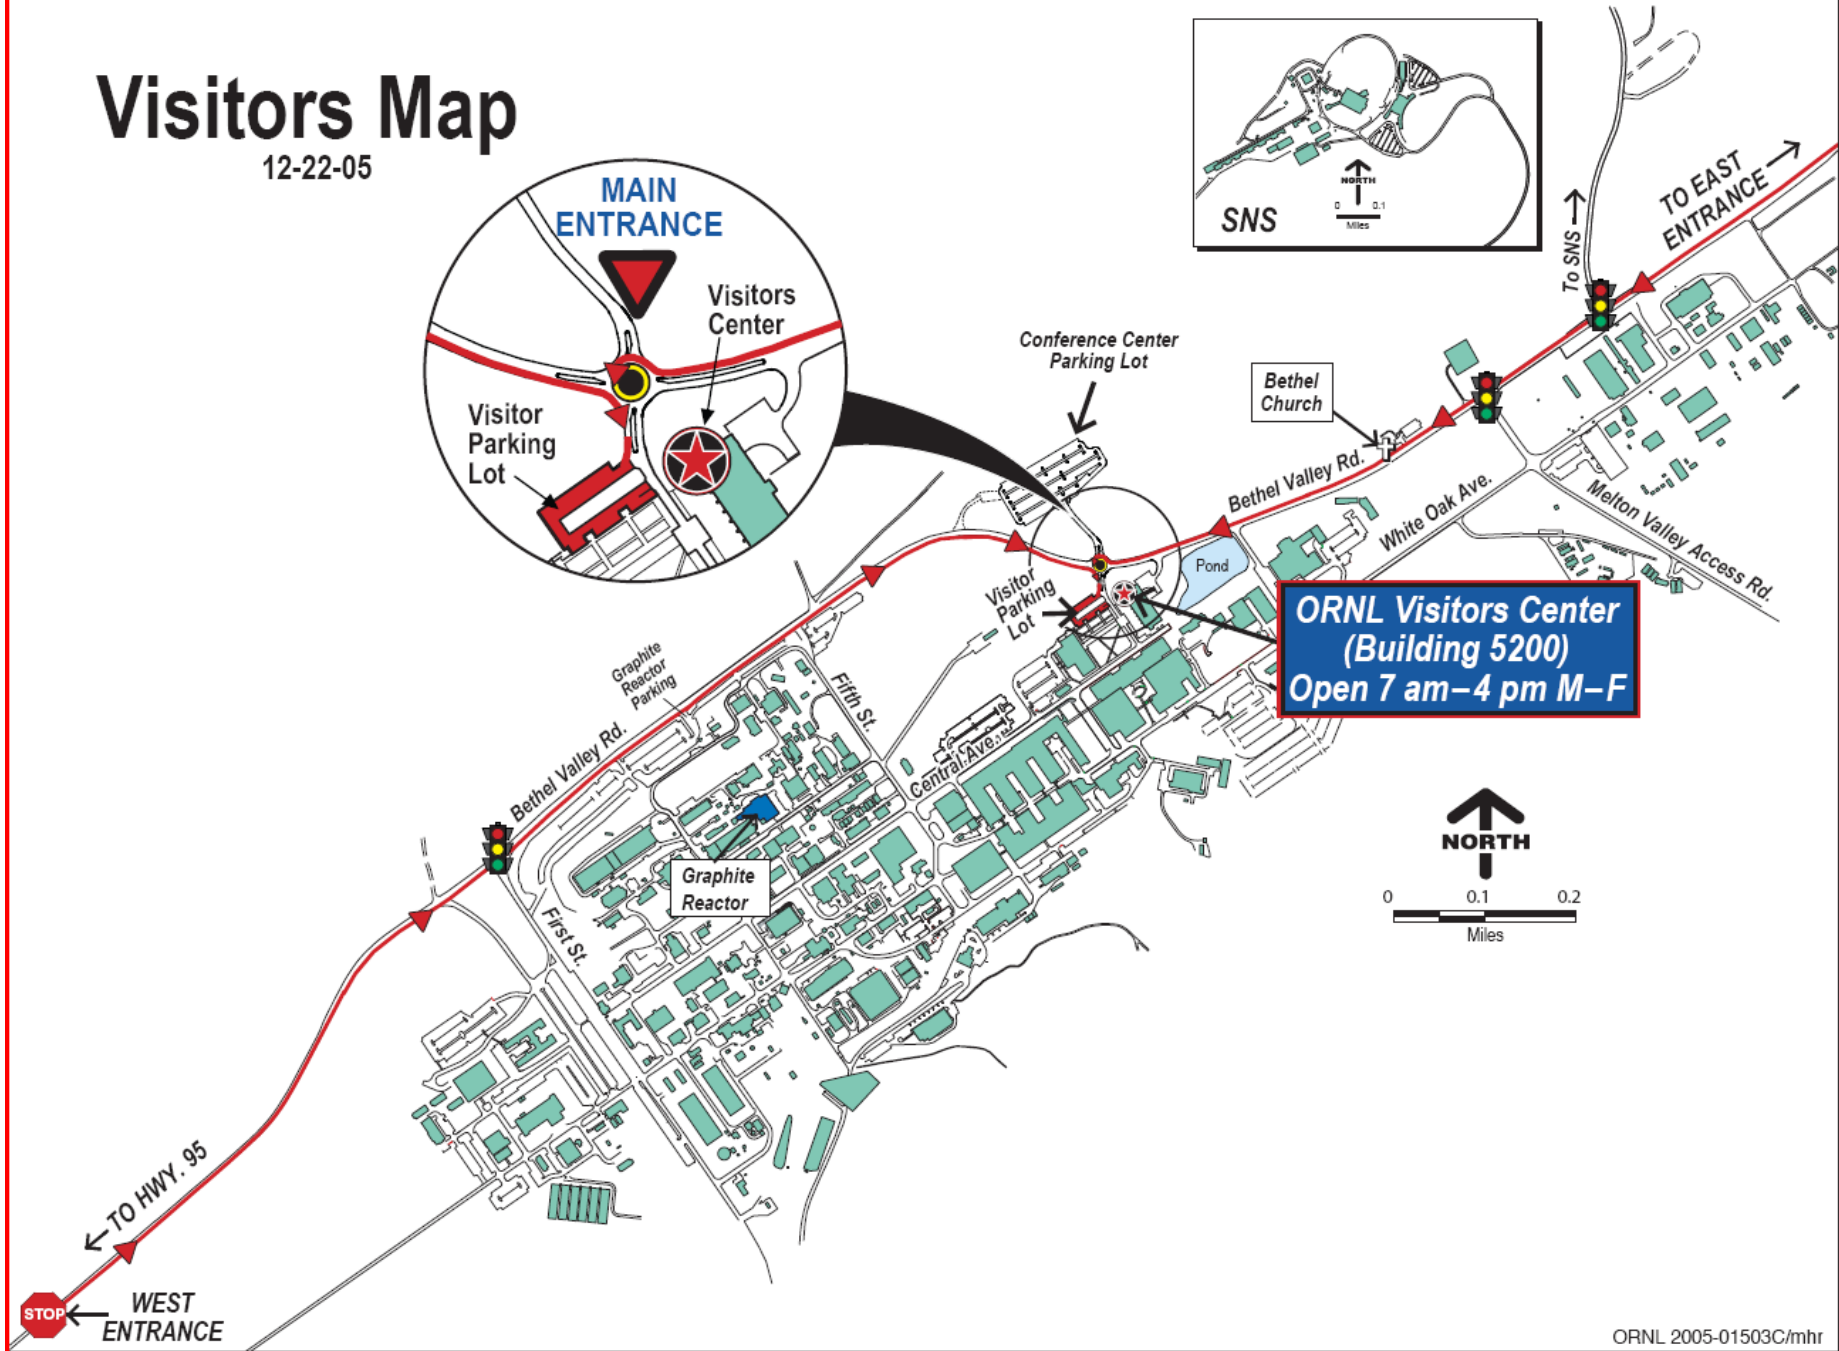 Visitors Map
12-22-05
MAIN
ENTRANCE
Visitors
Center
Visitor
Parking
Lot
SNS
NORTH
0 0.1
Miles
To SNS
TO EAST
ENTRANCE
Conference Center
Parking Lot
Bethel
Church
Bethel Valley Rd.
White Oak Ave.
Melton Valley Access Rd.
Pond
Visitor
Parking
Lot
ORNL Visitors Center
(Building 5200)
Open 7 am–4 pm M–F
Graphite
Reactor
Parking
Fifth St.
Central Ave.
Bethel Valley Rd.
Graphite
Reactor
First St.
NORTH
0 0.1 0.2
Miles
TO HWY. 95
STOP
WEST
ENTRANCE
ORNL 2005-01503C/mhr